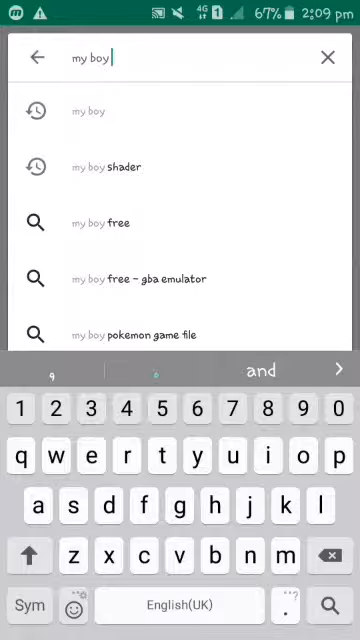 4G 1 67% 2:09 pm
my boy
my boy
my boy shader
my boy free
my boy free - gba emulator
my boy pokemon game file
, . and
1 2 3 4 5 6 7 8 9 0
q w e r t y u i o p
a s d f g h j k l
z x c v b n m
Sym English(UK) . ?